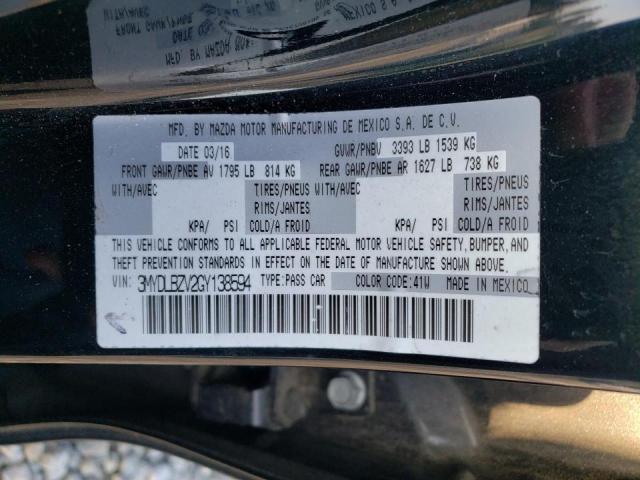 MFD. BY MAZDA MOTOR MANUFACTURING DE MEXICO S.A. DE C.V.
DATE 03/16 GVWR/PNBV 3393 LB 1539 KG
FRONT GAWR/PNBE AV 1795 LB 814 KG REAR GAWR/PNBE AR 1627 LB 738 KG
WITH/AVEC TIRES/PNEUS WITH/AVEC TIRES/PNEUS
RIMS/JANTES RIMS/JANTES
KPA/ PSI COLD/A FROID KPA/ PSI COLD/A FROID
THIS VEHICLE CONFORMS TO ALL APPLICABLE FEDERAL MOTOR VEHICLE SAFETY, BUMPER, AND
THEFT PREVENTION STANDARDS IN EFFECT ON THE DATE OF MANUFACTURE SHOWN ABOVE.
VIN: 3MYDLBZV2GY138594 TYPE:PASS CAR COLOR CODE:41W MADE IN MEXICO